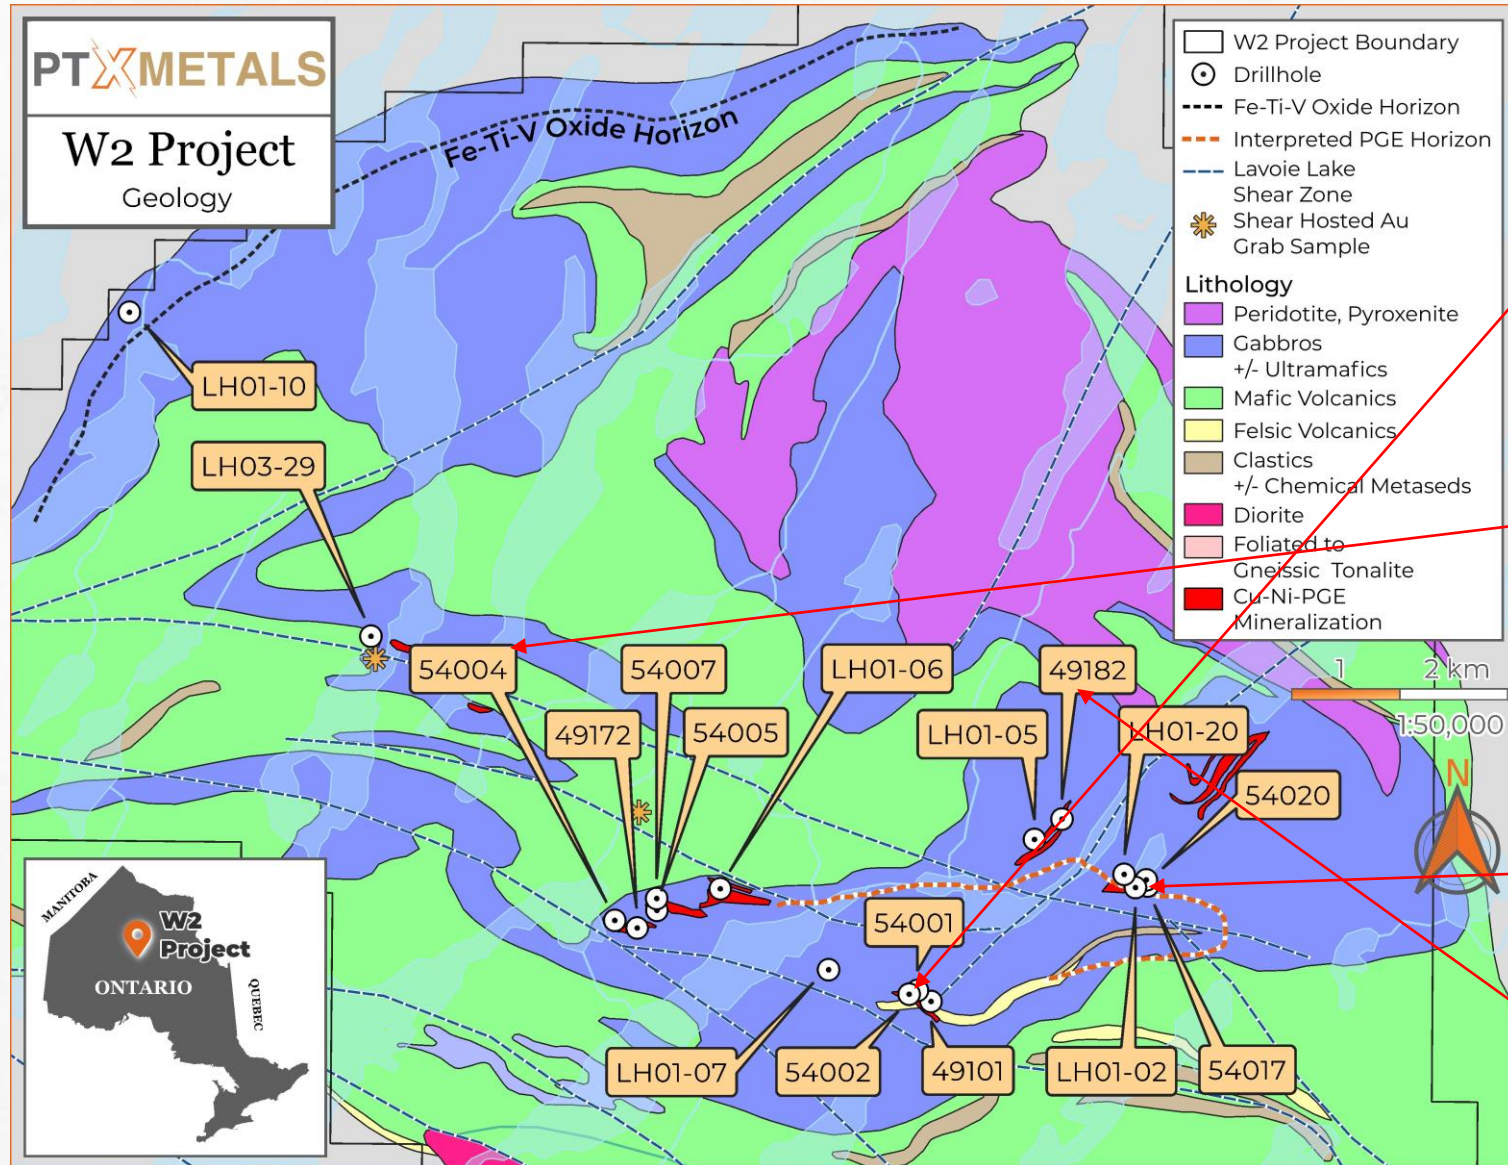 PTX METALS
W2 Project
Geology
W2 Project Boundary
Drillhole
Fe-Ti-V Oxide Horizon
Interpreted PGE Horizon
Lavoie Lake
Shear Zone
Shear Hosted Au
Grab Sample
Lithology
Peridotite, Pyroxenite
Gabbros
+/- Ultramafics
Mafic Volcanics
Felsic Volcanics
Clastics
+/- Chemical Metaseds
Diorite
Foliated to
Gneissic Tonalite
Cu-Ni-PGE
Mineralization
Fe-Ti-V Oxide Horizon
LH01-10
LH03-29
54004
54007
LH01-06
49182
1 2 km
1:50,000
49172
54005
LH01-05
LH01-20
54020
N
54001
LH01-07
54002
49101
LH01-02
54017
MANITOBA
W2
Project
ONTARIO
QUEBEC